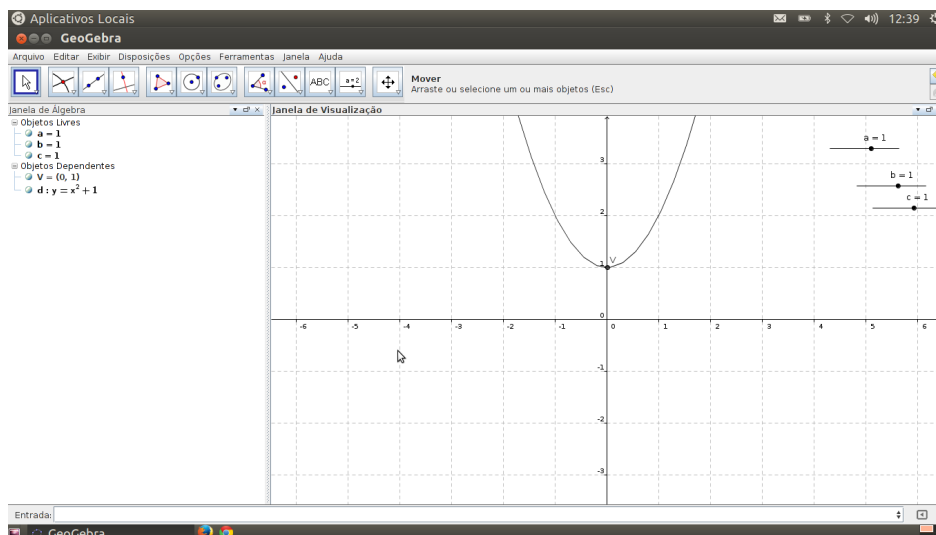 Aplicativos Locais
12:39
GeoGebra
Arquivo Editar Exibir Disposições Opções Ferramentas Janela Ajuda
ABC
a=2
Mover
Arraste ou selecione um ou mais objetos (Esc)
Janela de Álgebra
Janela de Visualização
Objetos Livres
a = 1
b = 1
c = 1
Objetos Dependentes
V = (0, 1)
d : y = x² + 1
a = 1
b = 1
c = 1
V
3
2
1
0
-1
-2
-3
-6 -5 -4 -3 -2 -1 0 1 2 3 4 5 6
Entrada:
GeoGebra